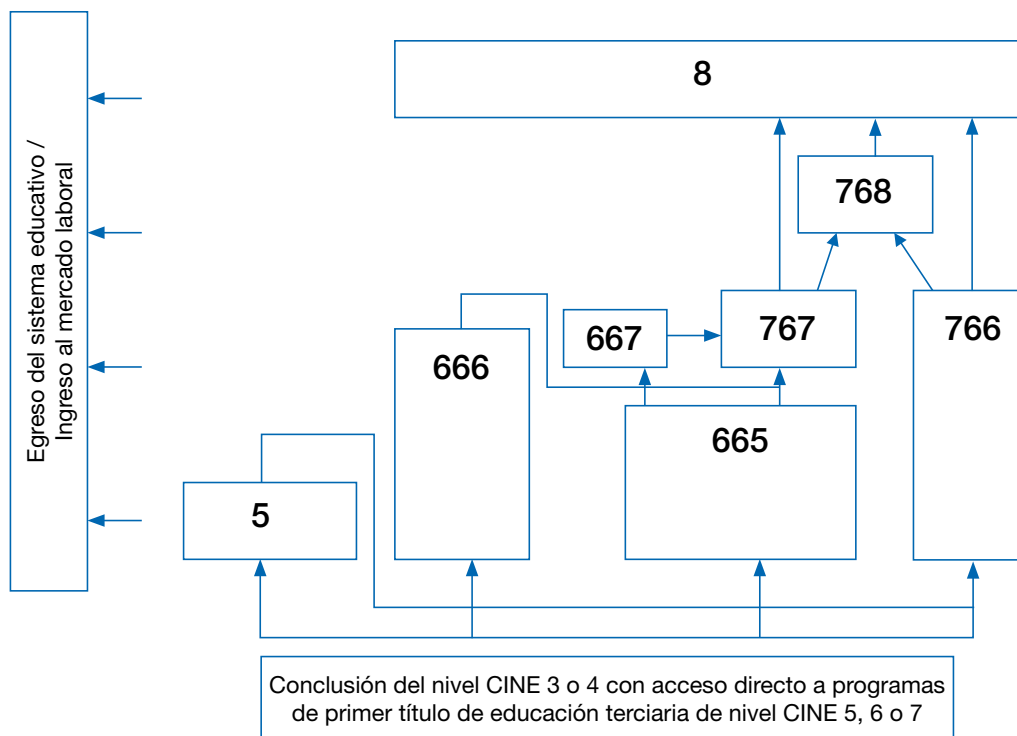 Egreso del sistema educativo /
Ingreso al mercado laboral
8
768
667
767
766
666
665
5
Conclusión del nivel CINE 3 o 4 con acceso directo a programas
de primer título de educación terciaria de nivel CINE 5, 6 o 7